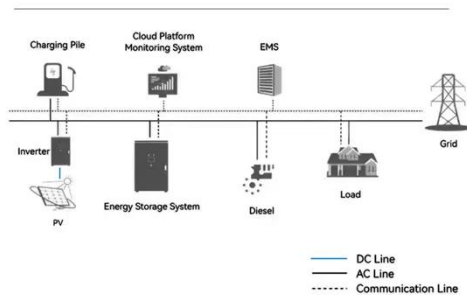 Charging Pile
Cloud Platform
Monitoring System
EMS
Grid
Inverter
PV
Energy Storage System
Diesel
Load
DC Line
AC Line
Communication Line